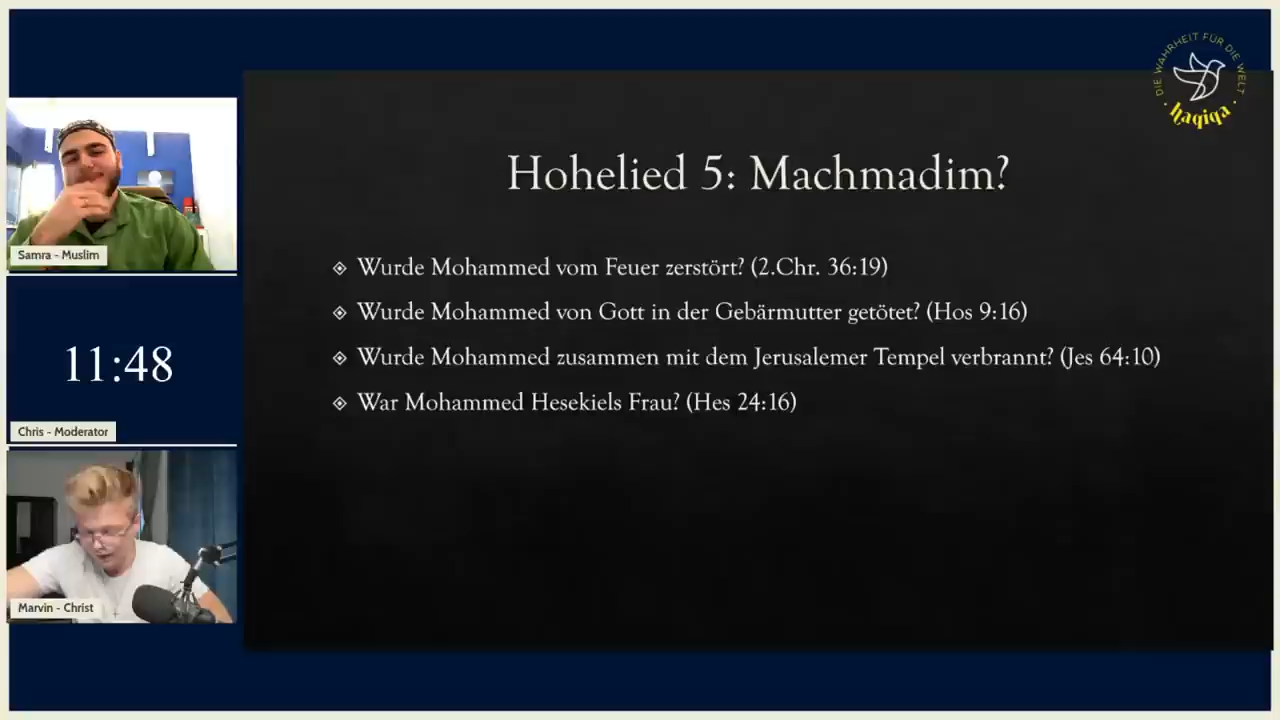 DIE WAHRHEIT FÜR DIE WELT
haqiqa
Hohelied 5: Machmadim?
Wurde Mohammed vom Feuer zerstört? (2.Chr. 36:19)
Wurde Mohammed von Gott in der Gebärmutter getötet? (Hos 9:16)
Wurde Mohammed zusammen mit dem Jerusalemer Tempel verbrannt? (Jes 64:10)
War Mohammed Hesekiels Frau? (Hes 24:16)
Samra - Muslim
11:48
Chris - Moderator
Marvin - Christ